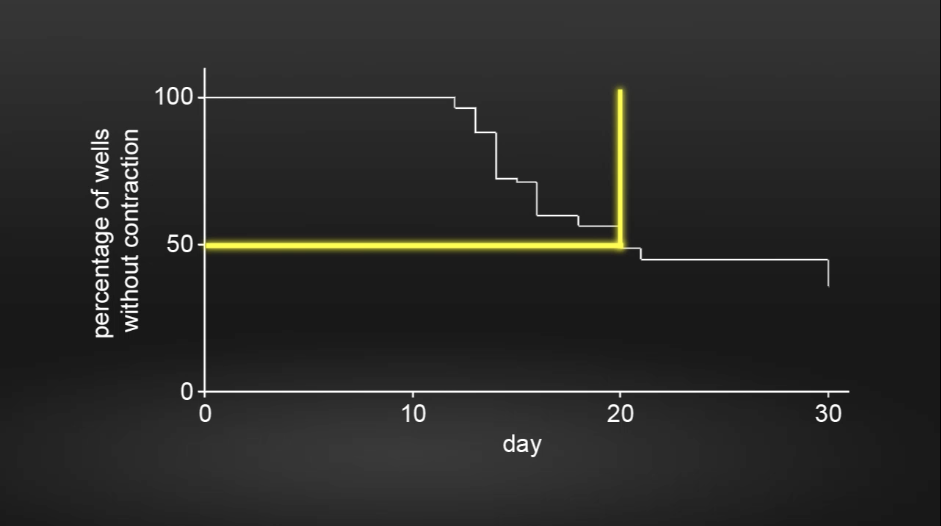 percentage of wells
without contraction
100
50
0
0 10 20 30
day